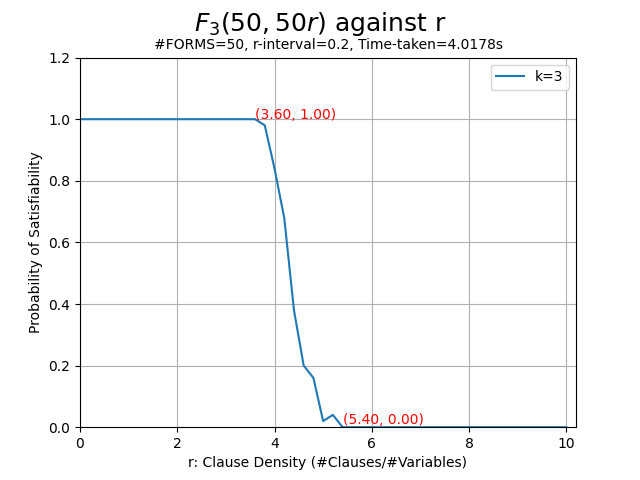 F₃(50, 50r) against r
#FORMS=50, r-interval=0.2, Time-taken=4.0178s
k=3
(3.60, 1.00)
(5.40, 0.00)
Probability of Satisfiability
1.2
1.0
0.8
0.6
0.4
0.2
0.0
0 2 4 6 8 10
r: Clause Density (#Clauses/#Variables)